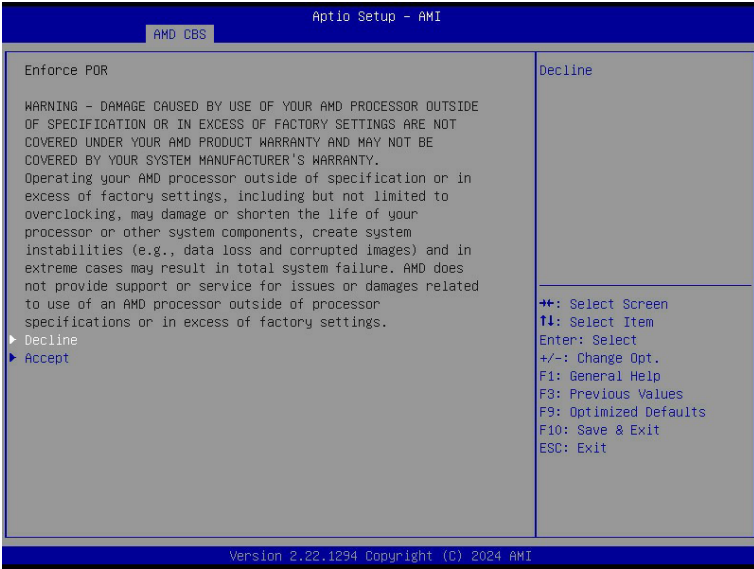 Aptio Setup – AMI
AMD CBS
Enforce POR
WARNING – DAMAGE CAUSED BY USE OF YOUR AMD PROCESSOR OUTSIDE
OF SPECIFICATION OR IN EXCESS OF FACTORY SETTINGS ARE NOT
COVERED UNDER YOUR AMD PRODUCT WARRANTY AND MAY NOT BE
COVERED BY YOUR SYSTEM MANUFACTURER'S WARRANTY.
Operating your AMD processor outside of specification or in
excess of factory settings, including but not limited to
overclocking, may damage or shorten the life of your
processor or other system components, create system
instabilities (e.g., data loss and corrupted images) and in
extreme cases may result in total system failure. AMD does
not provide support or service for issues or damages related
to use of an AMD processor outside of processor
specifications or in excess of factory settings.
Decline
Accept
Decline
→←: Select Screen
↑↓: Select Item
Enter: Select
+/-: Change Opt.
F1: General Help
F3: Previous Values
F9: Optimized Defaults
F10: Save & Exit
ESC: Exit
Version 2.22.1294 Copyright (C) 2024 AMI